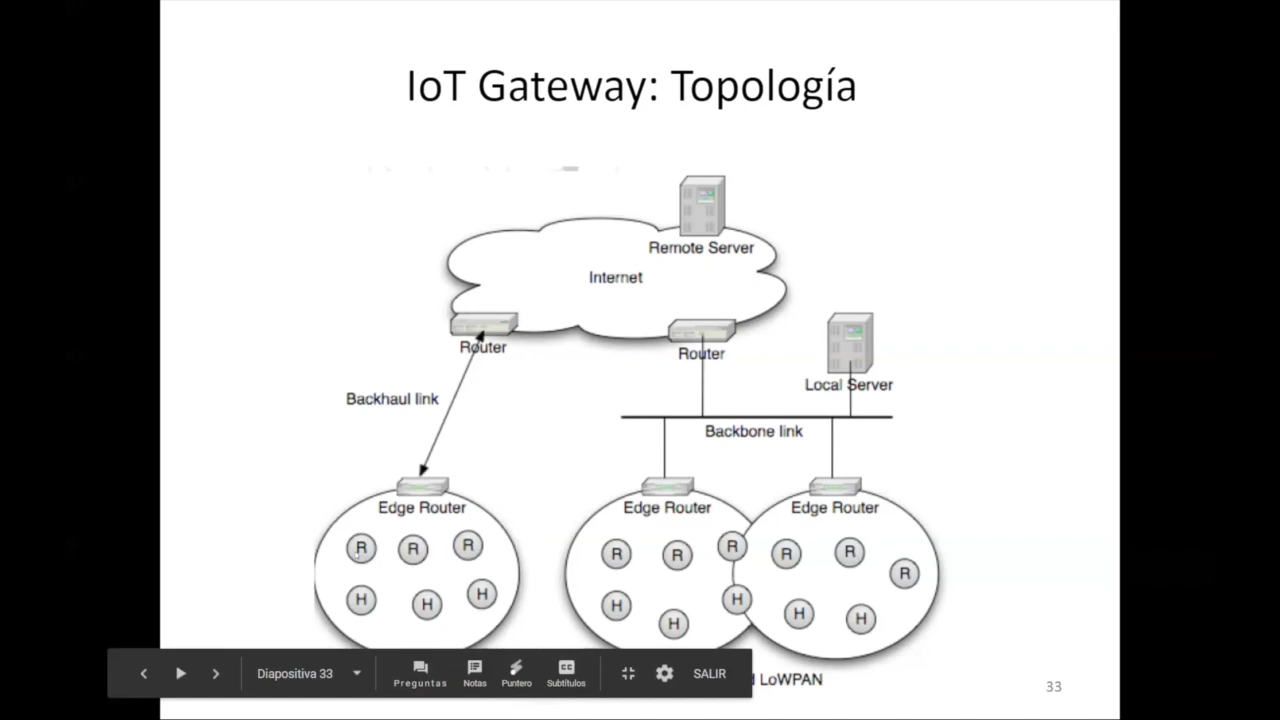 IoT Gateway: Topología
Remote Server
Internet
Router
Router
Local Server
Backhaul link
Backbone link
Edge Router
Edge Router
Edge Router
R R R
R R R
R R R
H H H
H H H
H H
Diapositiva 33
Preguntas
Notas
Puntero
CC
Subtítulos
SALIR
LoWPAN
33